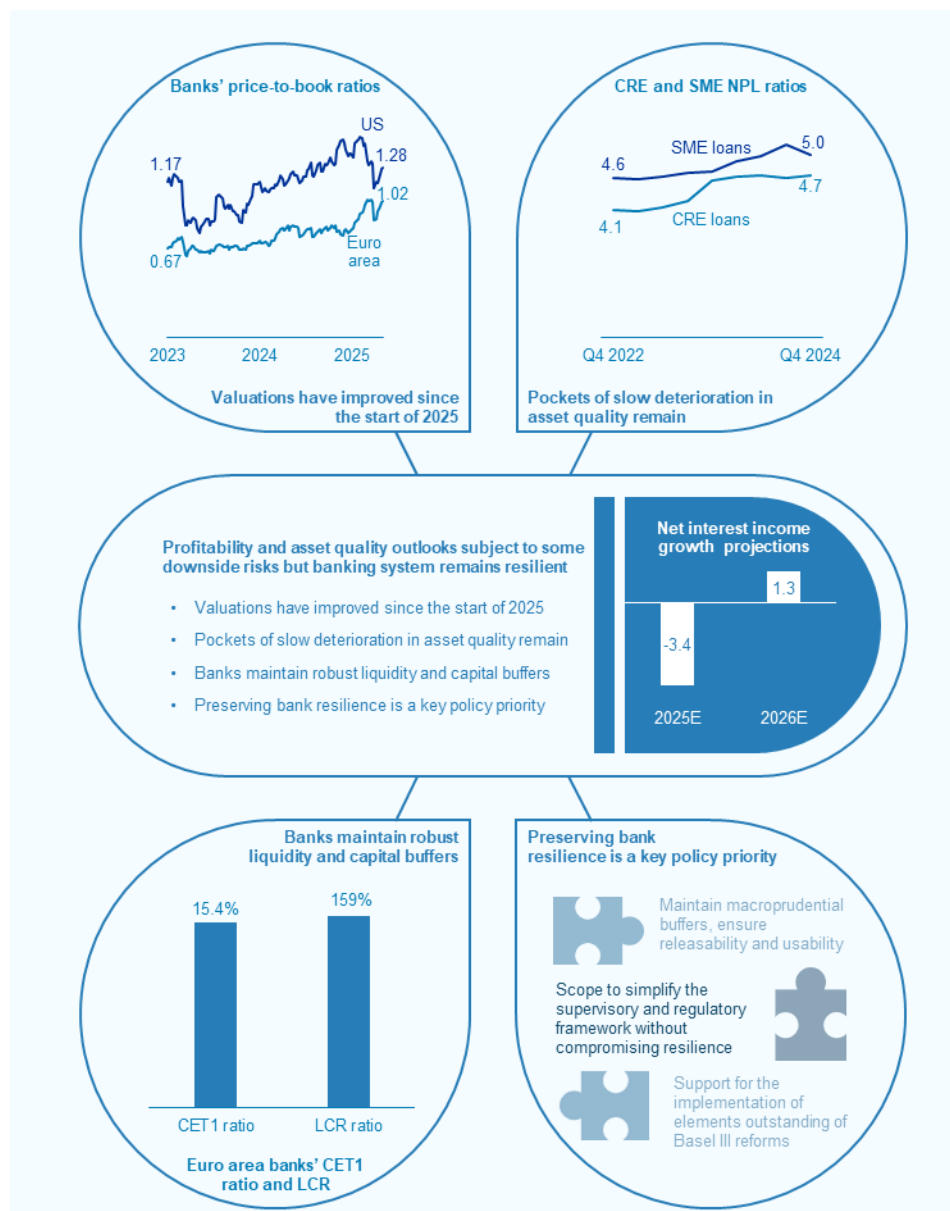 Banks' price-to-book ratios
US
1.17
1.28
1.02
0.67
Euro
area
2023
2024
2025
Valuations have improved since
the start of 2025
CRE and SME NPL ratios
SME loans
5.0
4.6
4.7
CRE loans
4.1
Q4 2022
Q4 2024
Pockets of slow deterioration in
asset quality remain
Profitability and asset quality outlooks subject to some
downside risks but banking system remains resilient
• Valuations have improved since the start of 2025
• Pockets of slow deterioration in asset quality remain
• Banks maintain robust liquidity and capital buffers
• Preserving bank resilience is a key policy priority
Net interest income
growth projections
1.3
-3.4
2025E
2026E
Banks maintain robust
liquidity and capital buffers
15.4%
159%
CET1 ratio
LCR ratio
Euro area banks' CET1
ratio and LCR
Preserving bank
resilience is a key policy priority
Maintain macroprudential
buffers, ensure
releasability and usability
Scope to simplify the
supervisory and regulatory
framework without
compromising resilience
Support for the
implementation of
elements outstanding of
Basel III reforms